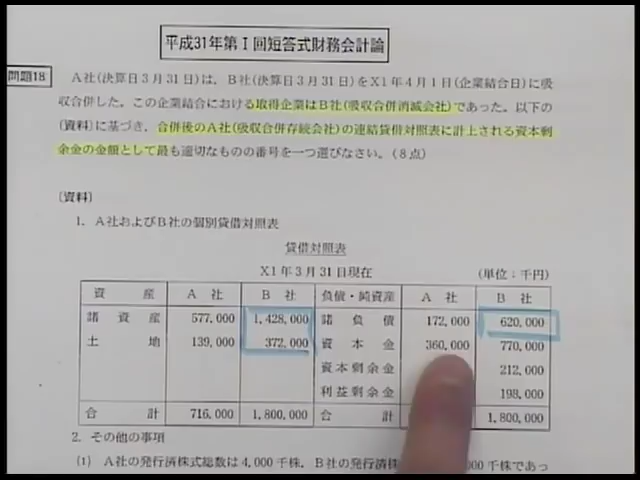 平成31年第Ⅰ回短答式財務会計論
問題18
A社(決算日3月31日)は、B社(決算日3月31日)をX1年4月1日(企業結合日)に吸
収合併した。この企業結合における取得企業はB社(吸収合併消滅会社)であった。以下の
(資料)に基づき、合併後のA社(吸収合併存続会社)の連結貸借対照表に計上される資本剰
余金の金額として最も適切なものの番号を一つ選びなさい。(8点)
(資料)
1. A社およびB社の個別貸借対照表
貸借対照表
X1年3月31日現在 (単位:千円)
資産 A社 B社 負債・純資産 A社 B社
諸資産 577,000 1,428,000 諸負債 172,000 620,000
土地 139,000 372,000 資本金 360,000 770,000
資本剰余金 212,000
利益剰余金 198,000
合計 716,000 1,800,000 合計 1,800,000
2. その他の事項
(1) A社の発行済株式総数は4,000千株、B社の発行済株 000千株であっ